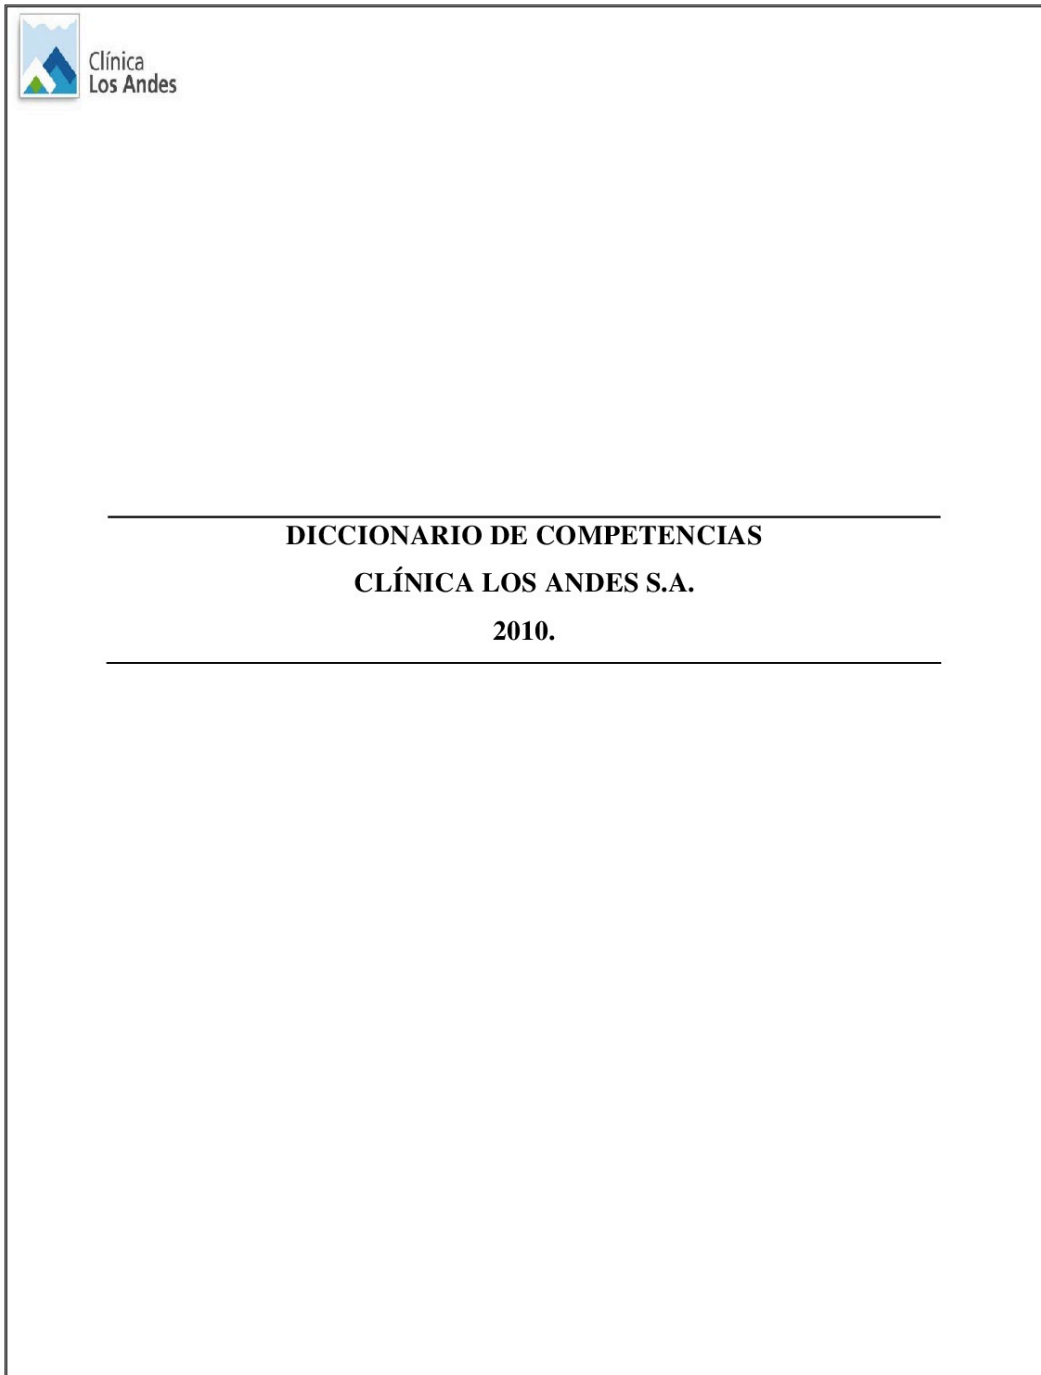 Clínica
Los Andes
DICCIONARIO DE COMPETENCIAS
CLÍNICA LOS ANDES S.A.
2010.